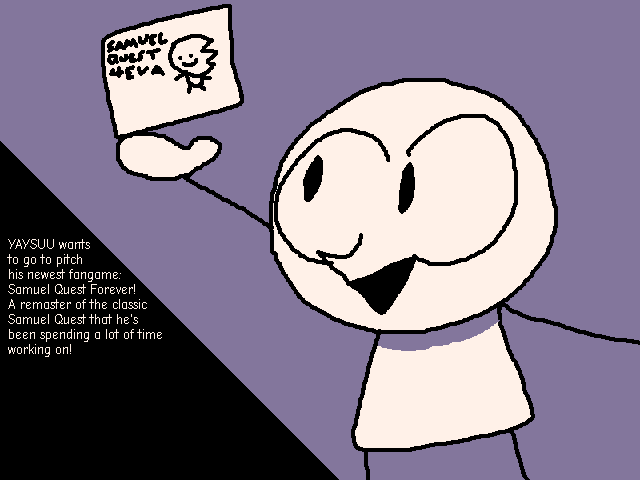 SAMUEL
QUEST
4EVA
YAYSUU wants
to go to pitch
his newest fangame:
Samuel Quest Forever!
A remaster of the classic
Samuel Quest that he's
been spending a lot of time
working on!